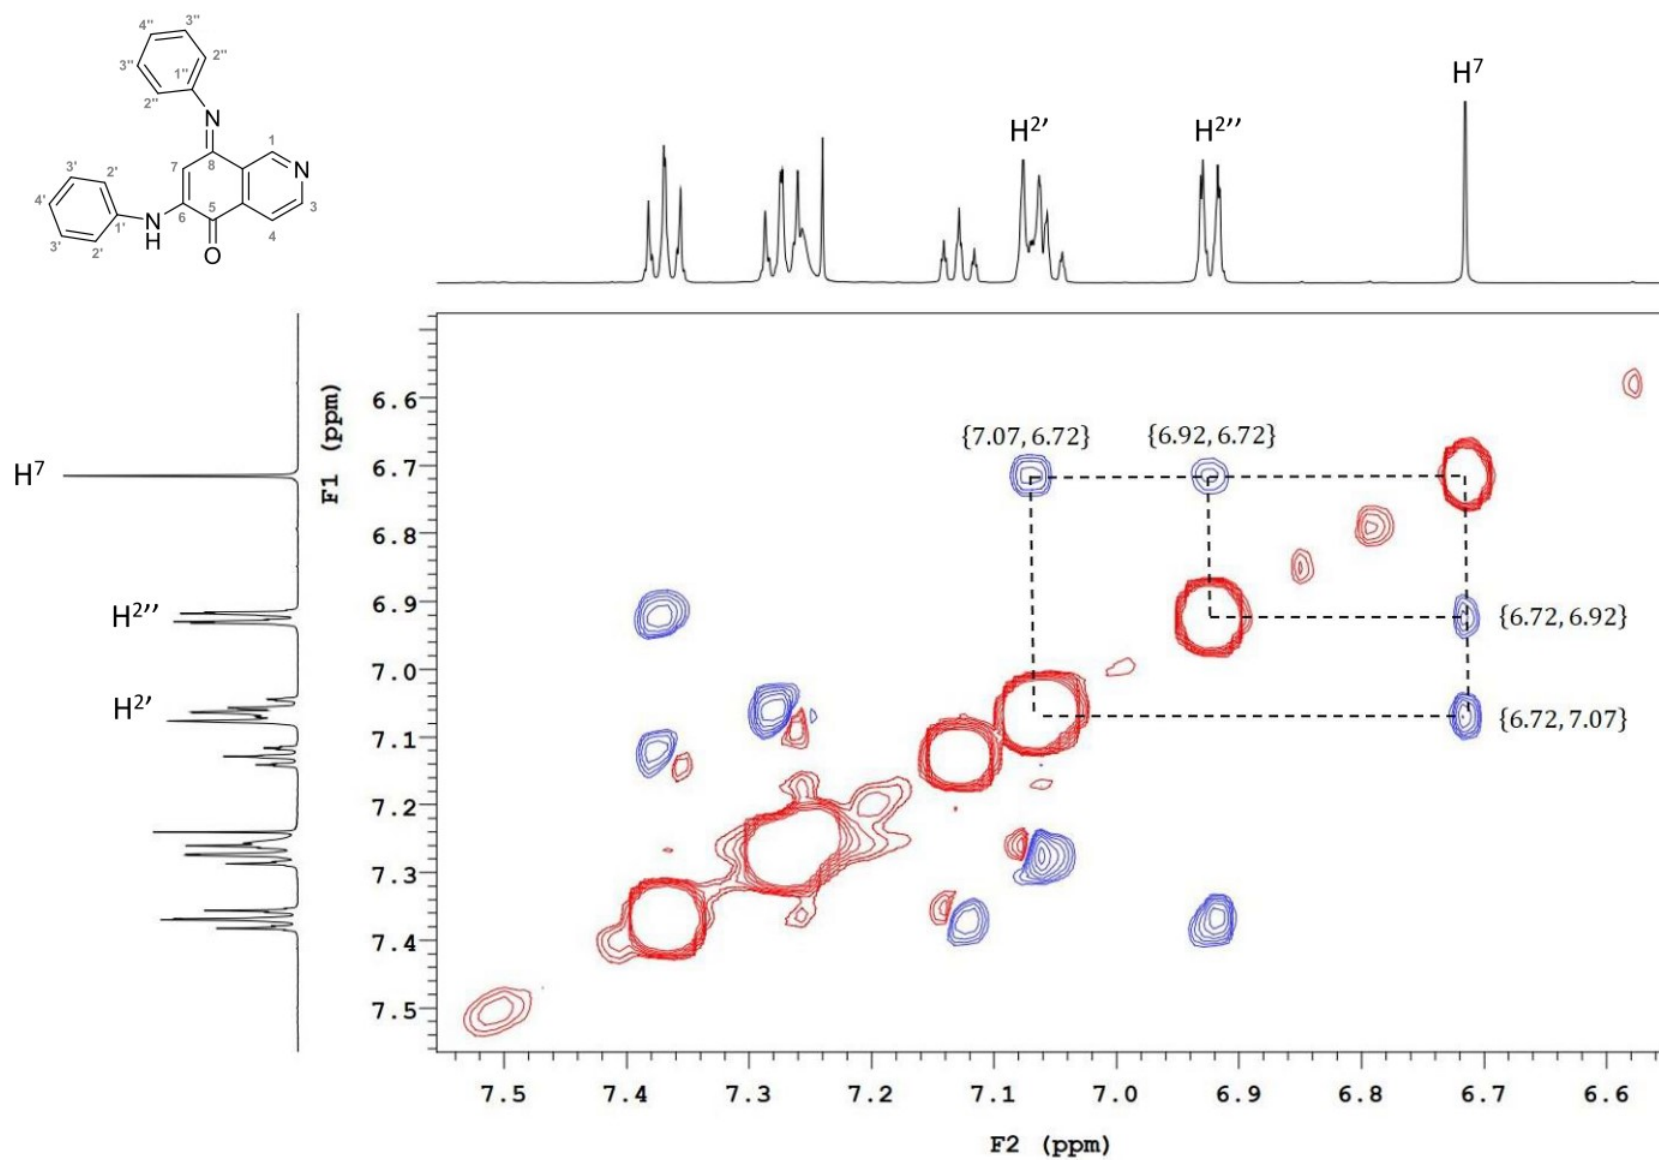 4'' 3''
3'' 2''
1''
2''
N
1
8
7
N
3' 2'
4'
6 5
3
1'
N
H
4
3'
2'
O
H2' H2'' H7
H7
H2''
H2'
F1 (ppm)
6.6
6.7
6.8
6.9
7.0
7.1
7.2
7.3
7.4
7.5
{7.07, 6.72} {6.92, 6.72}
{6.72, 6.92}
{6.72, 7.07}
7.5 7.4 7.3 7.2 7.1 7.0 6.9 6.8 6.7 6.6
F2 (ppm)